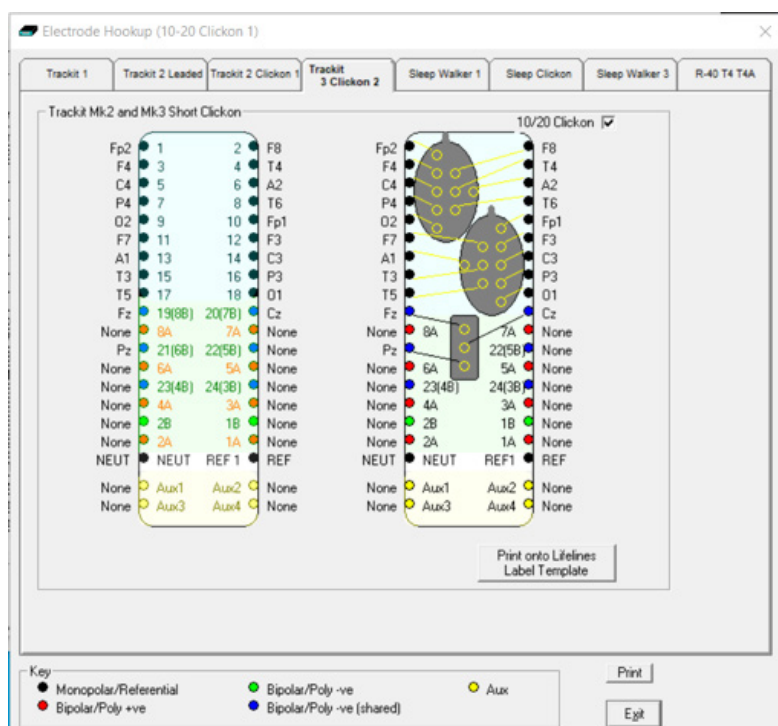 Electrode Hookup (10-20 Clickon 1)
Trackit 1 Trackit 2 Leaded Trackit 2 Clickon 1 Trackit 3 Clickon 2 Sleep Walker 1 Sleep Clickon Sleep Walker 3 R-40 T4 T4A
Trackit Mk2 and Mk3 Short Clickon
10/20 Clickon
Fp2 1 2 F8 Fp2 F8
F4 3 4 T4 F4 T4
C4 5 6 A2 C4 A2
P4 7 8 T6 P4 T6
O2 9 10 Fp1 O2 Fp1
F7 11 12 F3 F7 F3
A1 13 14 C3 A1 C3
T3 15 16 P3 T3 P3
T5 17 18 O1 T5 O1
Fz 19(8B) 20(7B) Cz Fz Cz
None 8A 7A None None 8A 7A None
Pz 21(6B) 22(5B) None Pz 22(5B) None
None 6A 5A None None 6A 5A None
None 23(4B) 24(3B) None None 23(4B) 24(3B) None
None 4A 3A None None 4A 3A None
None 2B 1B None None 2B 1B None
None 2A 1A None None 2A 1A None
NEUT NEUT REF 1 REF NEUT NEUT REF1 REF
None Aux1 Aux2 None None Aux1 Aux2 None
None Aux3 Aux4 None None Aux3 Aux4 None
Print onto Lifelines
Label Template
Key
Monopolar/Referential Bipolar/Poly -ve Aux
Bipolar/Poly +ve Bipolar/Poly -ve (shared)
Print
Exit